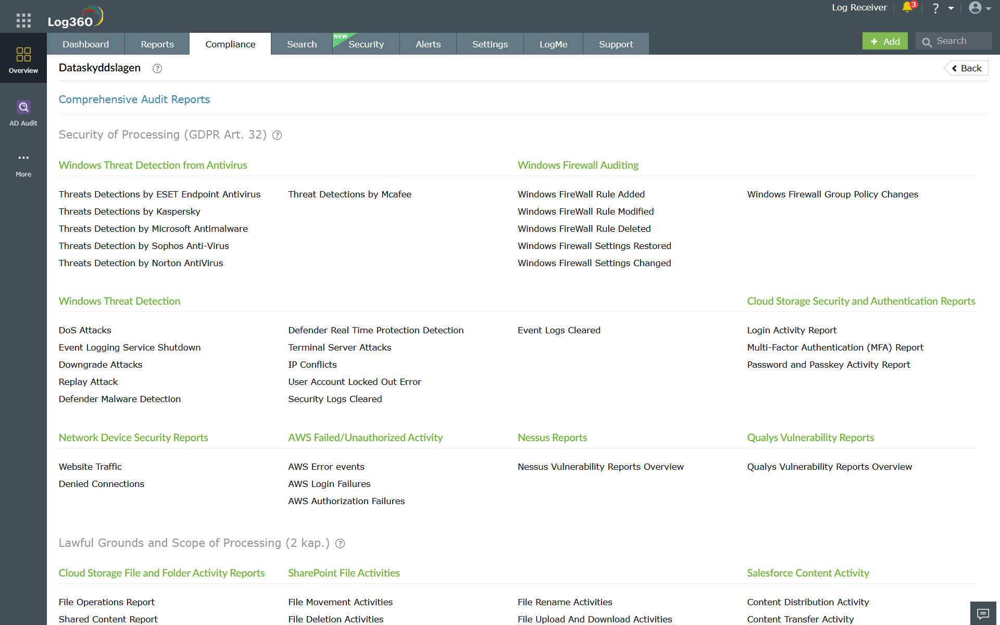 Log360
Log Receiver
3
?
Dashboard
Reports
Compliance
Search
NEW
Security
Alerts
Settings
LogMe
Support
+ Add
Search
Overview
AD Audit
More
Dataskyddslagen ?
Back
Comprehensive Audit Reports
Security of Processing (GDPR Art. 32) ?
Windows Threat Detection from Antivirus
Threats Detections by ESET Endpoint Antivirus
Threats Detections by Kaspersky
Threats Detection by Microsoft Antimalware
Threats Detection by Sophos Anti-Virus
Threats Detection by Norton AntiVirus
Threat Detections by Mcafee
Windows Firewall Auditing
Windows FireWall Rule Added
Windows FireWall Rule Modified
Windows FireWall Rule Deleted
Windows Firewall Settings Restored
Windows Firewall Settings Changed
Windows Firewall Group Policy Changes
Windows Threat Detection
DoS Attacks
Event Logging Service Shutdown
Downgrade Attacks
Replay Attack
Defender Malware Detection
Defender Real Time Protection Detection
Terminal Server Attacks
IP Conflicts
User Account Locked Out Error
Security Logs Cleared
Event Logs Cleared
Cloud Storage Security and Authentication Reports
Login Activity Report
Multi-Factor Authentication (MFA) Report
Password and Passkey Activity Report
Network Device Security Reports
Website Traffic
Denied Connections
AWS Failed/Unauthorized Activity
AWS Error events
AWS Login Failures
AWS Authorization Failures
Nessus Reports
Nessus Vulnerability Reports Overview
Qualys Vulnerability Reports
Qualys Vulnerability Reports Overview
Lawful Grounds and Scope of Processing (2 kap.) ?
Cloud Storage File and Folder Activity Reports
File Operations Report
Shared Content Report
SharePoint File Activities
File Movement Activities
File Deletion Activities
File Rename Activities
File Upload And Download Activities
Salesforce Content Activity
Content Distribution Activity
Content Transfer Activity